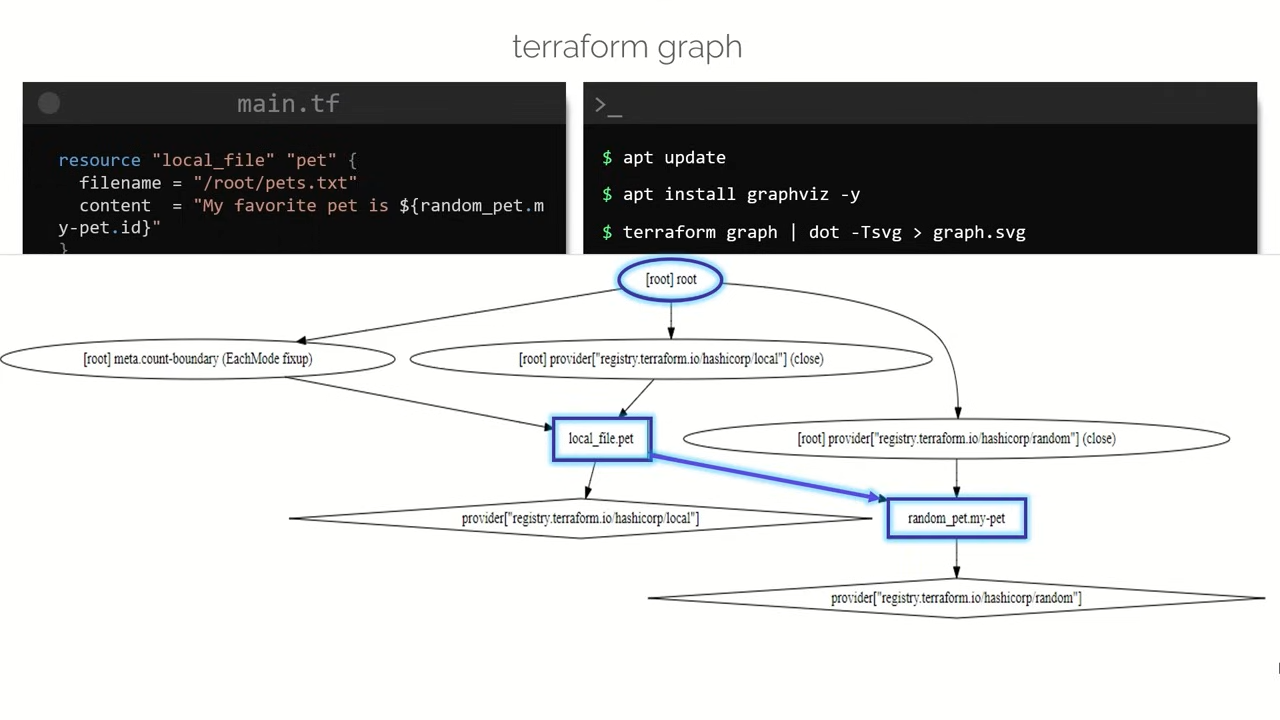 terraform graph
main.tf
resource "local_file" "pet" {
filename = "/root/pets.txt"
content = "My favorite pet is ${random_pet.m
y-pet.id}"
}
>_
$ apt update
$ apt install graphviz -y
$ terraform graph | dot -Tsvg > graph.svg
[root] root
[root] meta.count-boundary (EachMode fixup)
[root] provider["registry.terraform.io/hashicorp/local"] (close)
local_file.pet
[root] provider["registry.terraform.io/hashicorp/random"] (close)
provider["registry.terraform.io/hashicorp/local"]
random_pet.my-pet
provider["registry.terraform.io/hashicorp/random"]